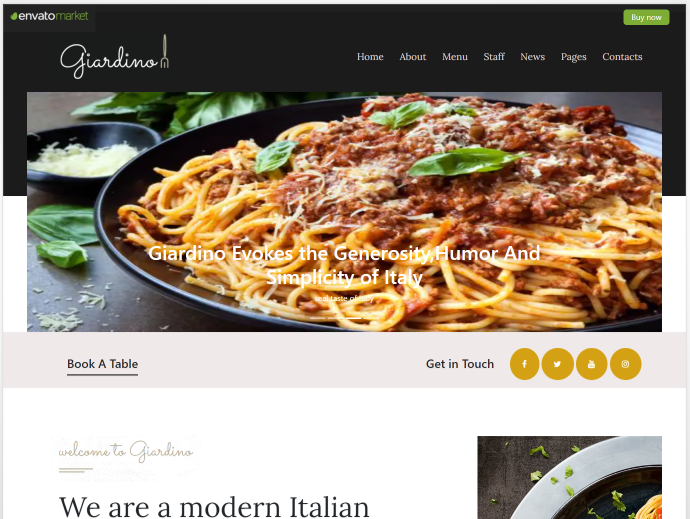 envatomarket
Buy now
Giardino
Home About Menu Staff News Pages Contacts
Giardino Evokes the Generosity,Humor And
Simplicity of Italy
real taste of Italy
Book A Table
Get in Touch
welcome to Giardino
We are a modern Italian